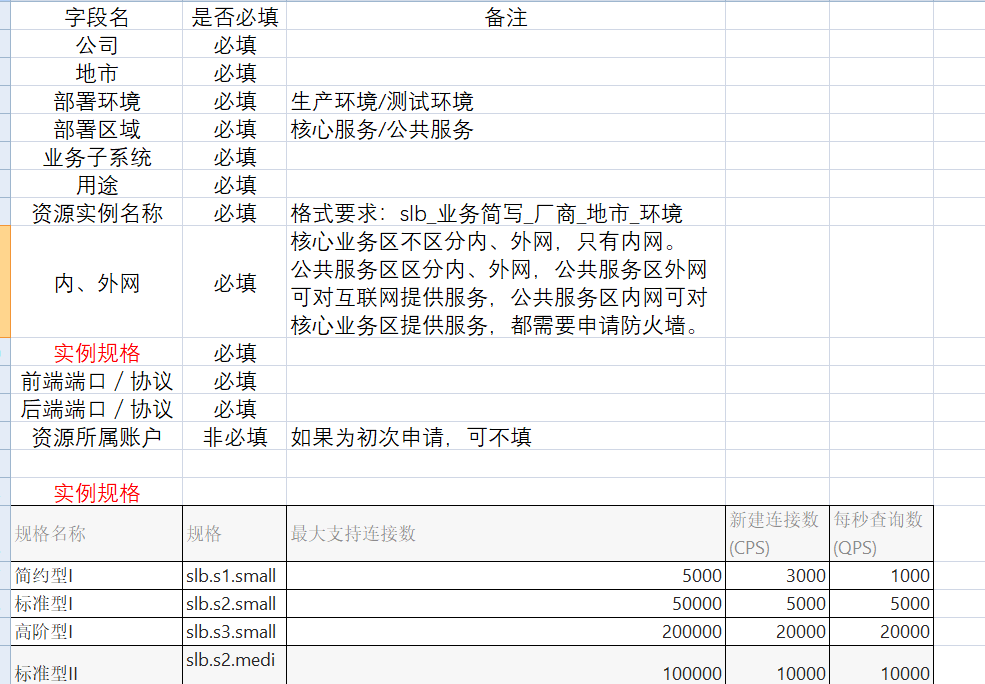 字段名 是否必填 备注
公司 必填
地市 必填
部署环境 必填 生产环境/测试环境
部署区域 必填 核心服务/公共服务
业务子系统 必填
用途 必填
资源实例名称 必填 格式要求：slb_业务简写_厂商_地市_环境
内、外网 必填 核心业务区不区分内、外网，只有内网。
公共服务区区分内、外网，公共服务区外网
可对互联网提供服务，公共服务区内网可对
核心业务区提供服务，都需要申请防火墙。
实例规格 必填
前端端口／协议 必填
后端端口／协议 必填
资源所属账户 非必填 如果为初次申请，可不填
实例规格
规格名称 规格 最大支持连接数 新建连接数 每秒查询数
(CPS) (QPS)
简约型I slb.s1.small 5000 3000 1000
标准型I slb.s2.small 50000 5000 5000
高阶型I slb.s3.small 200000 20000 20000
slb.s2.medi
标准型II 100000 10000 10000